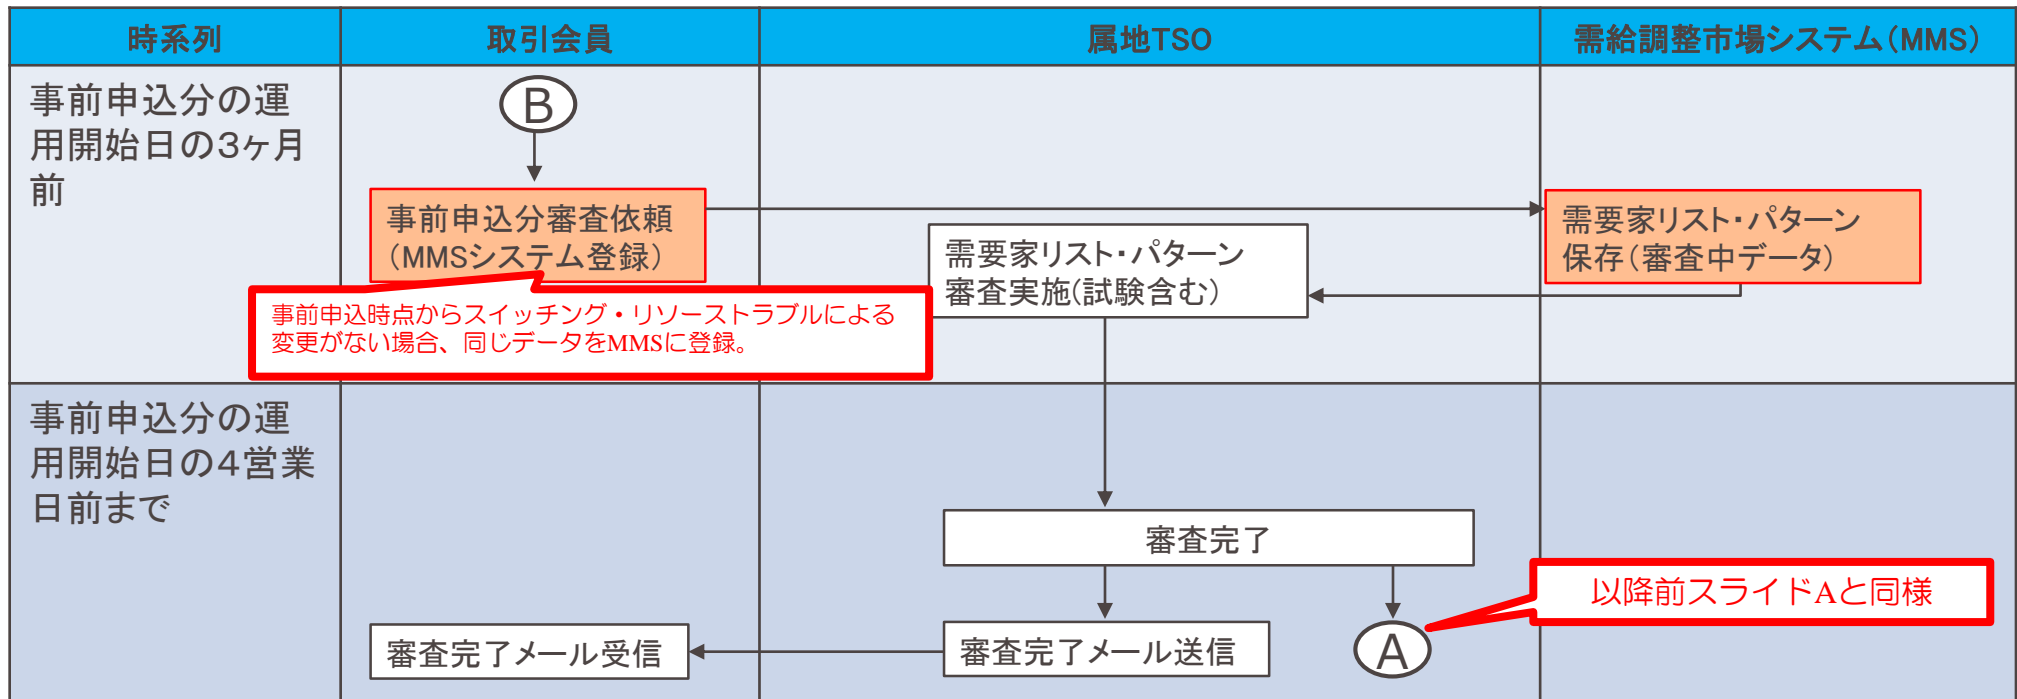 時系列
取引会員
属地TSO
需給調整市場システム(MMS)
事前申込分の運
用開始日の3ヶ月
前
B
事前申込分審査依頼
(MMSシステム登録)
需要家リスト・パターン
保存(審査中データ)
需要家リスト・パターン
審査実施(試験含む)
事前申込時点からスイッチング・リソーストラブルによる
変更がない場合、同じデータをMMSに登録。
事前申込分の運
用開始日の4営業
日前まで
審査完了
以降前スライドAと同様
審査完了メール受信
審査完了メール送信
A